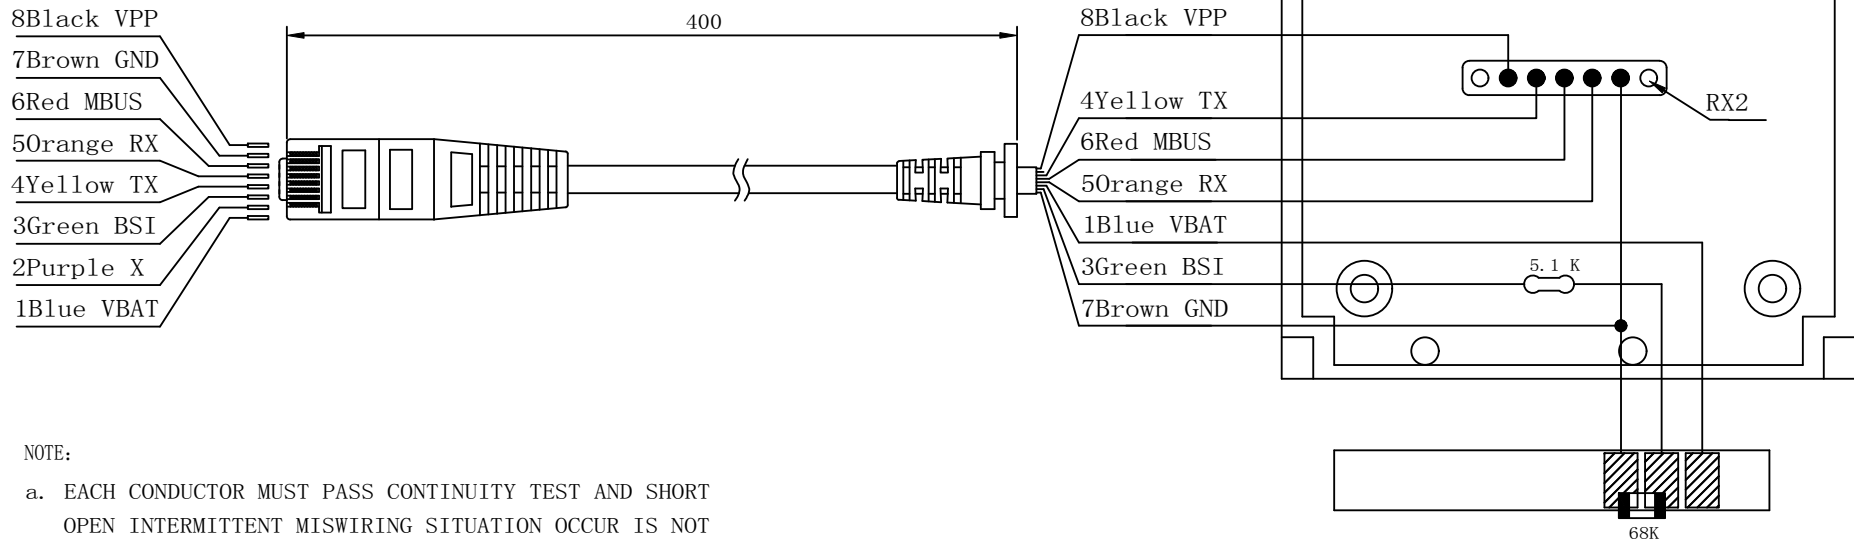 8Black VPP
7Brown GND
6Red MBUS
5Orange RX
4Yellow TX
3Green BSI
2Purple X
1Blue VBAT
400
8Black VPP
4Yellow TX
6Red MBUS
5Orange RX
1Blue VBAT
3Green BSI
7Brown GND
RX2
5.1 K
68K
NOTE:
a. EACH CONDUCTOR MUST PASS CONTINUITY TEST AND SHORT
OPEN INTERMITTENT MISWIRING SITUATION OCCUR IS NOT